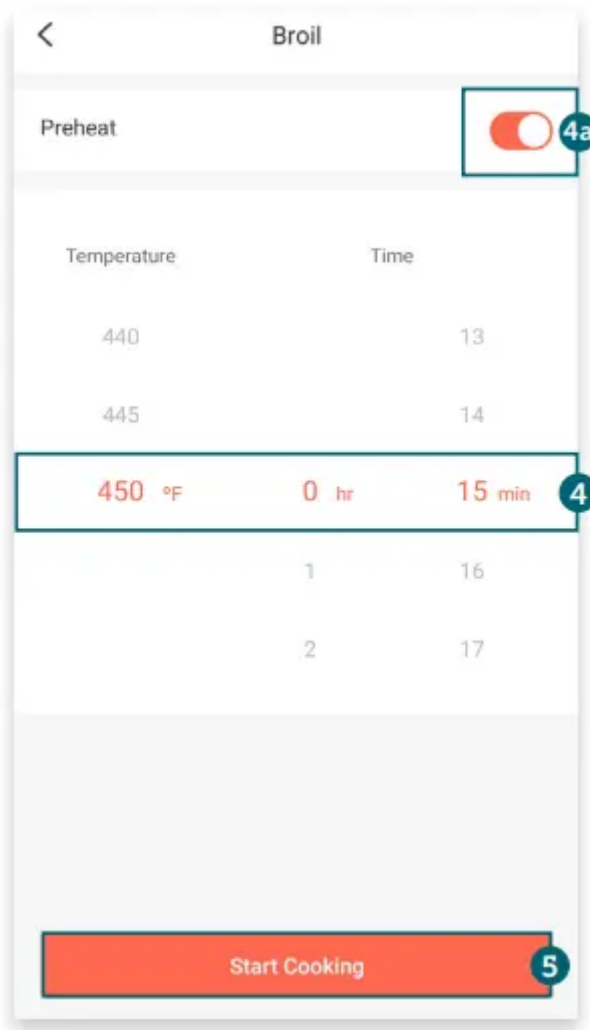 Broil
Preheat
4a
Temperature Time
440 13
445 14
450 °F 0 hr 15 min 4
1 16
2 17
Start Cooking 5